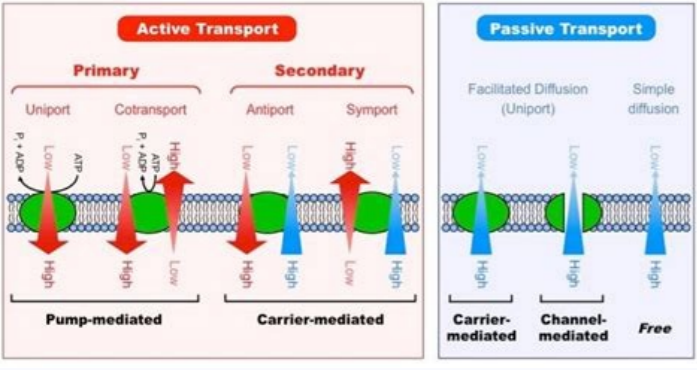 Active Transport
Primary
Secondary
Uniport
Cotransport
Antiport
Symport
Pᵢ + ADP
Low
ATP
Low
Pᵢ + ADP
ATP
High
Low
Low
High
Low
High
High
Low
High
High
Low
High
Pump-mediated
Carrier-mediated
Passive Transport
Facilitated Diffusion
(Uniport)
Simple
diffusion
Low
Low
Low
High
High
High
Carrier-
mediated
Channel-
mediated
Free